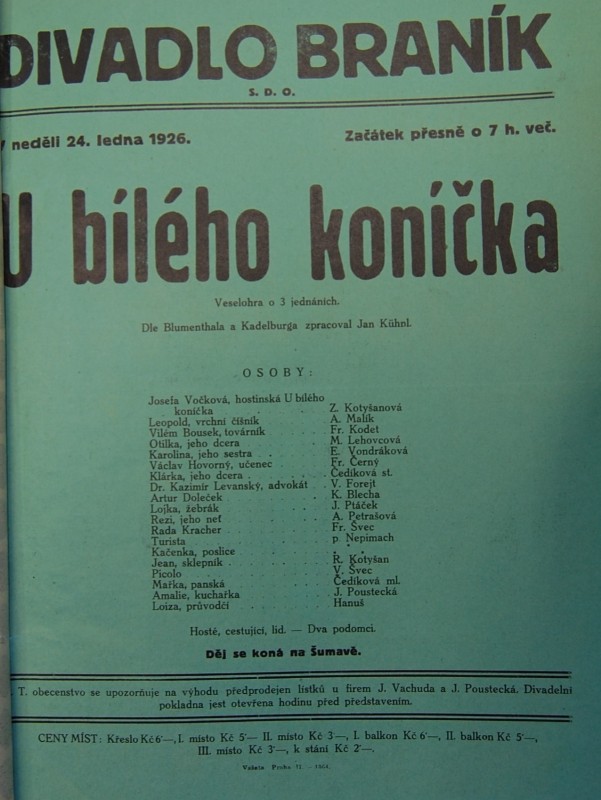 DIVADLO BRANÍK
S. D. O.
V neděli 24. ledna 1926. Začátek přesně o 7 h. več.
U bílého koníčka
Veselohra o 3 jednáních.
Dle Blumenthala a Kadelburga zpracoval Jan Kühnl.
OSOBY:
Josefa Vočková, hostinská U bílého
koníčka . . . Z. Kotyšanová
Leopold, vrchní číšník . . A. Malík
Vilém Bousek, továrník . . . Fr. Kodet
Otilka, jeho dcera . . . . M. Lehovcová
Karolina, jeho sestra . . . E. Vondráková
Václav Hovorný, učenec . . . Fr. Černý
Klárka, jeho dcera . . . . . Čedíková st.
Dr. Kazimír Levanský, advokát . . V. Forejt
Artur Doleček . K. Blecha
Lojka, žebrák . . . . . J. Ptáček
Rezi, jeho neť . . . . A. Petrašová
Rada Kracher . . . . . Fr. Švec
Turista . . . . . p. Nepimach
Kačenka, poslice . . . . . .
Jean, sklepník . . . . . R. Kotyšan
Picolo . . . . . V. Švec
Mařka, panská . . . . Čedíková ml.
Amalie, kuchařka . . . . J. Poustecká
Loiza, průvodčí . . . . Hanuš
Hosté, cestující, lid. — Dva podomci.
Děj se koná na Šumavě.
T. obecenstvo se upozorňuje na výhodu předprodejen lístků u firem J. Vachuda a J. Poustecká. Divadelní
pokladna jest otevřena hodinu před představením.
CENY MÍST: Křeslo Kč 6·—, I. místo Kč 5·— II. místo Kč 3·—, I. balkon Kč 6·—, II. balkon Kč 5·—,
III. místo Kč 3·—, k stání Kč 2·—.